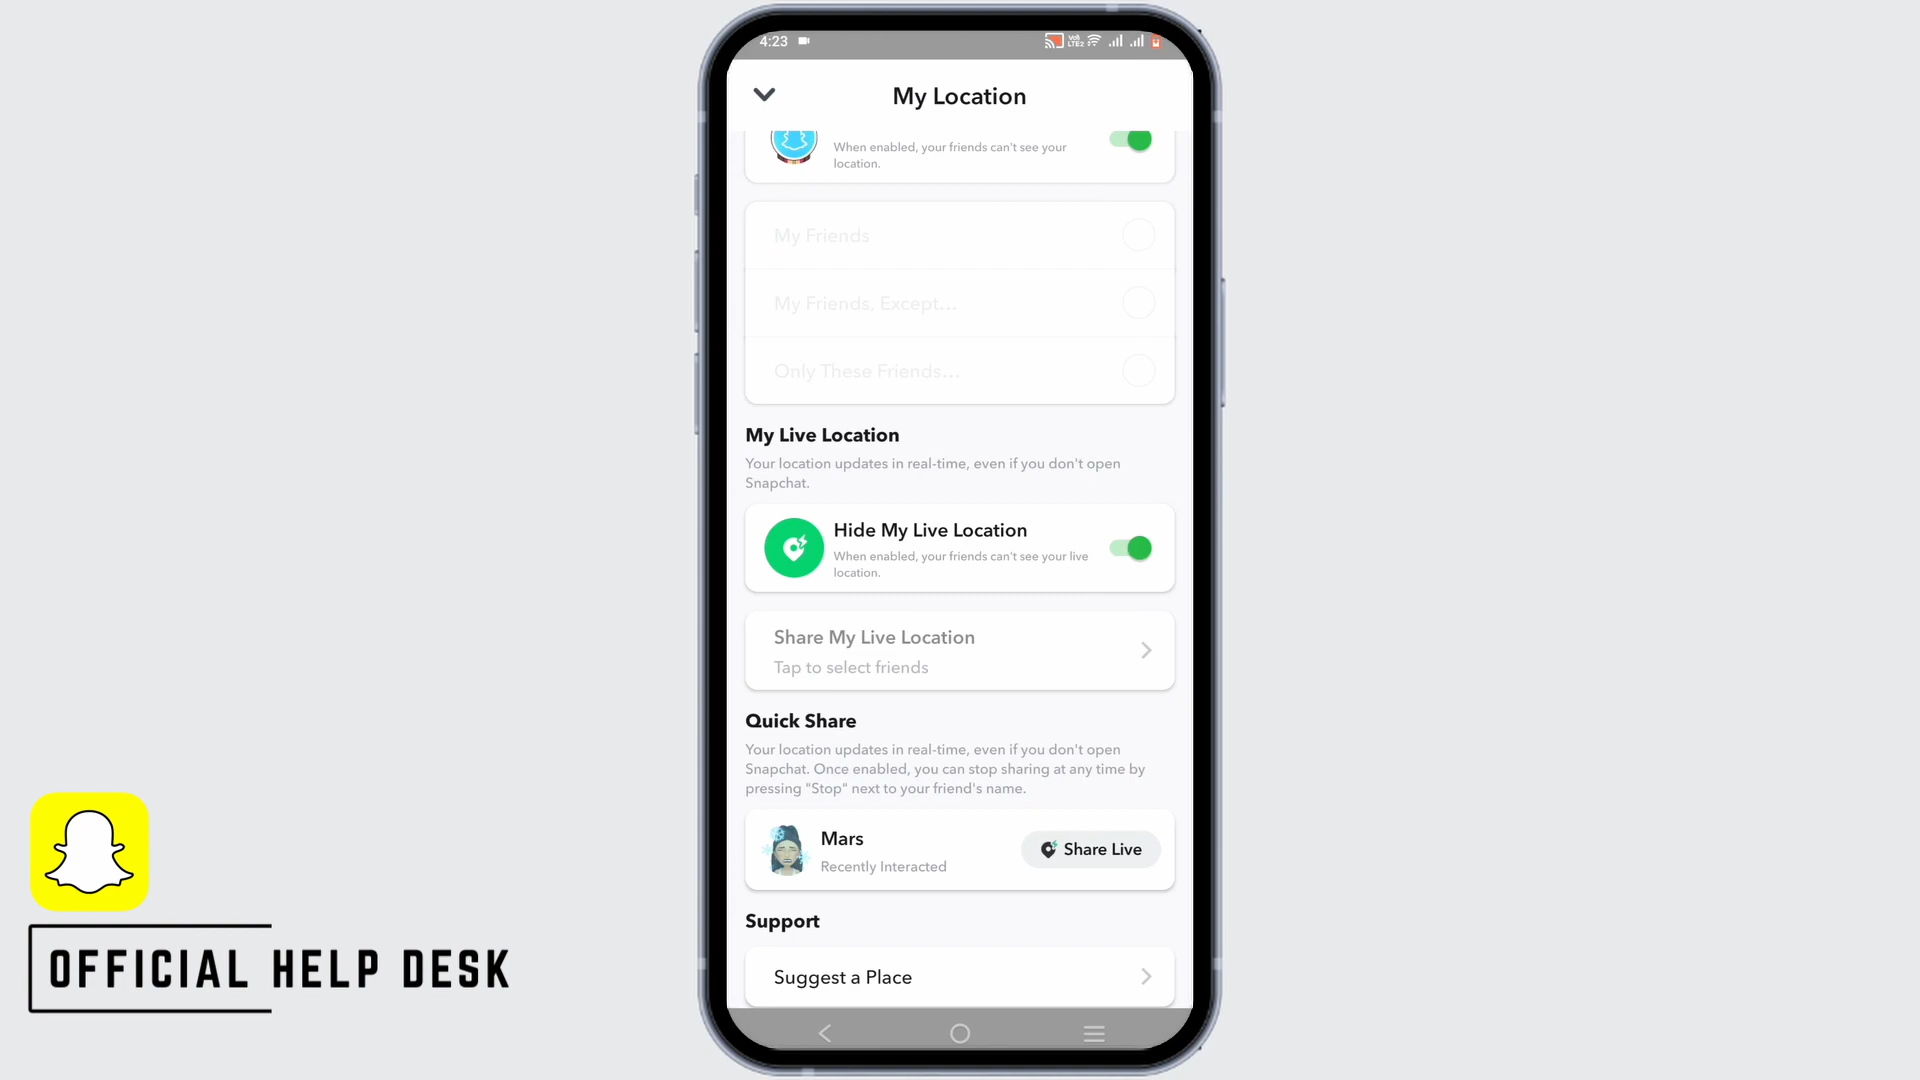 4:23
Vo)
LTE2
My Location
When enabled, your friends can't see your
location.
My Friends
My Friends, Except...
Only These Friends...
My Live Location
Your location updates in real-time, even if you don't open
Snapchat.
Hide My Live Location
When enabled, your friends can't see your live
location.
Share My Live Location
Tap to select friends
Quick Share
Your location updates in real-time, even if you don't open
Snapchat. Once enabled, you can stop sharing at any time by
pressing "Stop" next to your friend's name.
Mars
Recently Interacted
Share Live
Support
Suggest a Place
OFFICIAL HELP DESK